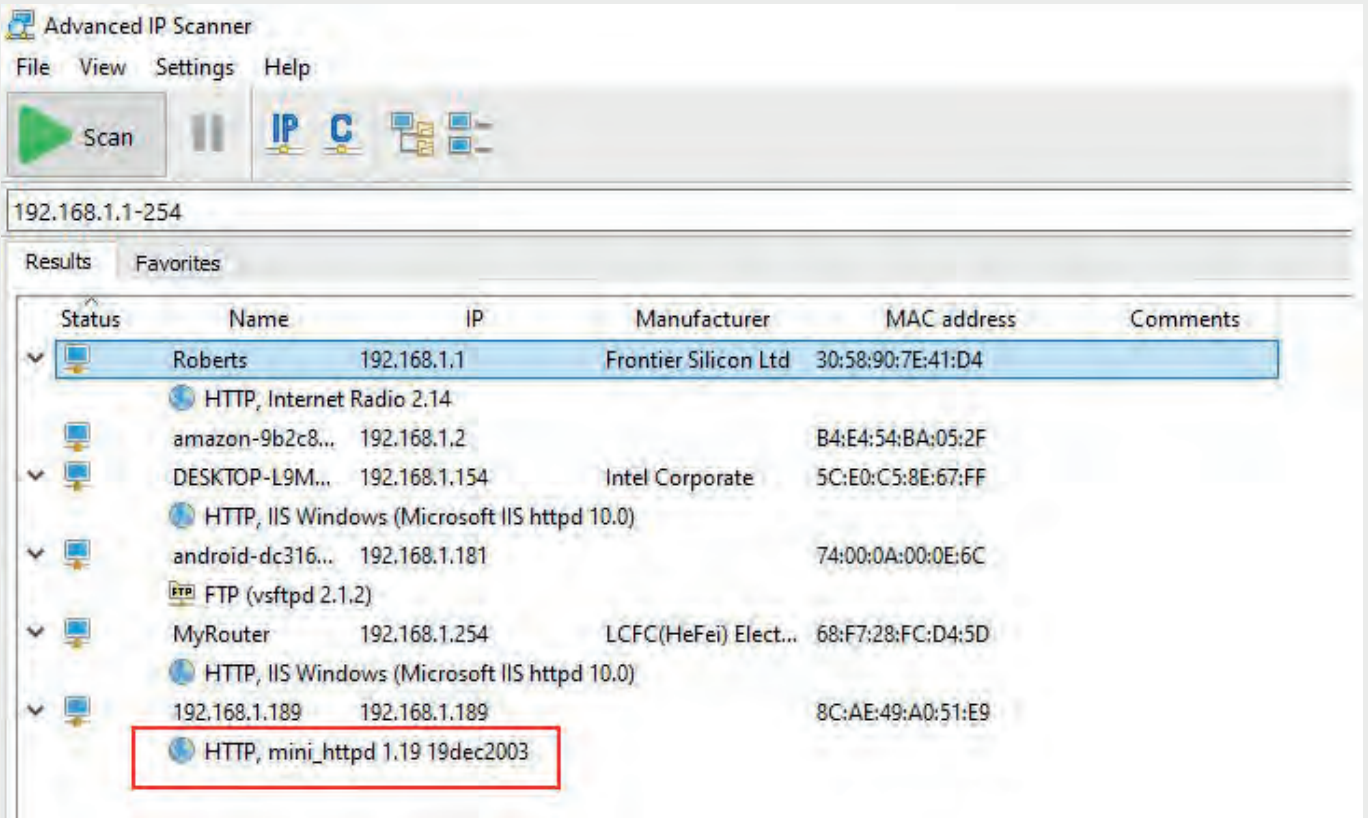 Advanced IP Scanner
File View Settings Help
Scan IP C
192.168.1.1-254
Results Favorites
Status Name IP Manufacturer MAC address Comments
Roberts 192.168.1.1 Frontier Silicon Ltd 30:58:90:7E:41:D4
HTTP, Internet Radio 2.14
amazon-9b2c8... 192.168.1.2 B4:E4:54:BA:05:2F
DESKTOP-L9M... 192.168.1.154 Intel Corporate 5C:E0:C5:8E:67:FF
HTTP, IIS Windows (Microsoft IIS httpd 10.0)
android-dc316... 192.168.1.181 74:00:0A:00:0E:6C
FTP FTP (vsftpd 2.1.2)
MyRouter 192.168.1.254 LCFC(HeFei) Elect... 68:F7:28:FC:D4:5D
HTTP, IIS Windows (Microsoft IIS httpd 10.0)
192.168.1.189 192.168.1.189 8C:AE:49:A0:51:E9
HTTP, mini_httpd 1.19 19dec2003